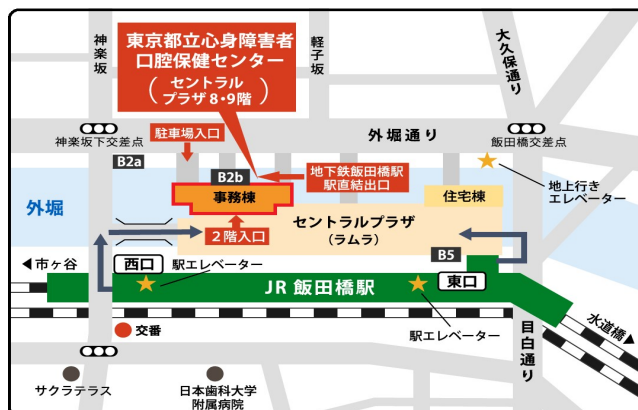 神楽坂
東京都立心身障害者
口腔保健センター
(セントラル
プラザ8・9階)
軽子坂
大久保通り
神楽坂下交差点
駐車場入口
外堀通り
飯田橋交差点
B2a
B2b
地下鉄飯田橋駅
駅直結出口
地上行き
エレベーター
外堀
事務棟
住宅棟
セントラルプラザ
(ラムラ)
2階入口
B5
市ヶ谷
西口
駅エレベーター
JR 飯田橋駅
東口
交番
駅エレベーター
目白通り
水道橋
サクラテラス
日本歯科大学
附属病院